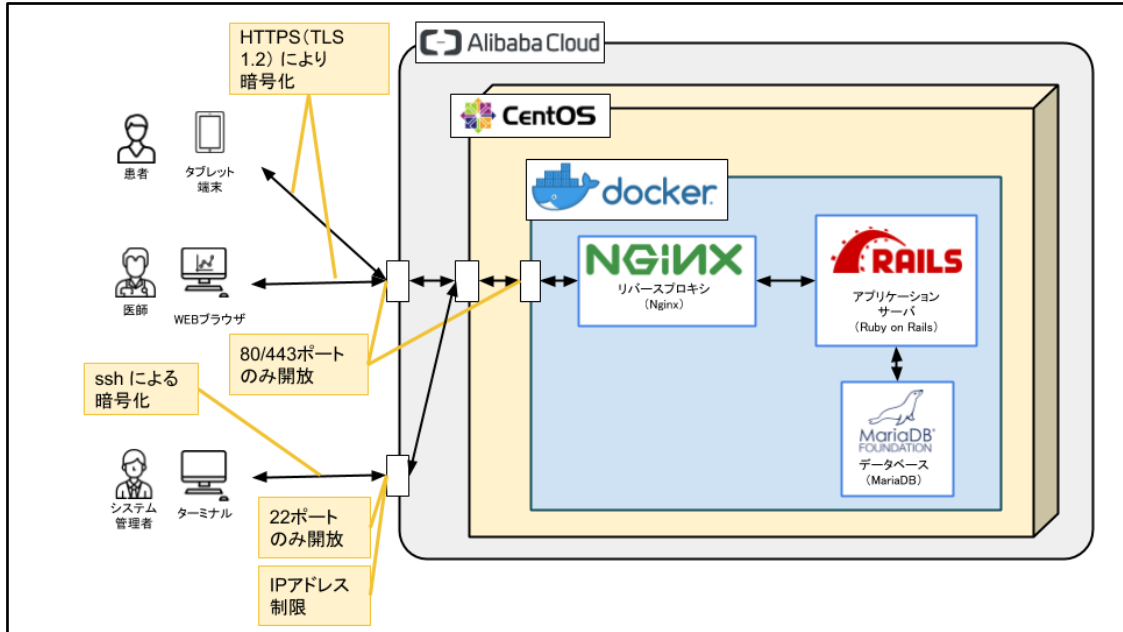 HTTPS(TLS
1.2) により
暗号化
Alibaba Cloud
CentOS
docker
患者
タブレット
端末
NGiNX
リバースプロキシ
(Nginx)
RAILS
アプリケーション
サーバ
(Ruby on Rails)
医師
WEBブラウザ
80/443ポート
のみ開放
ssh による
暗号化
MariaDB
FOUNDATION
データベース
(MariaDB)
システム
管理者
ターミナル
22ポート
のみ開放
IPアドレス
制限